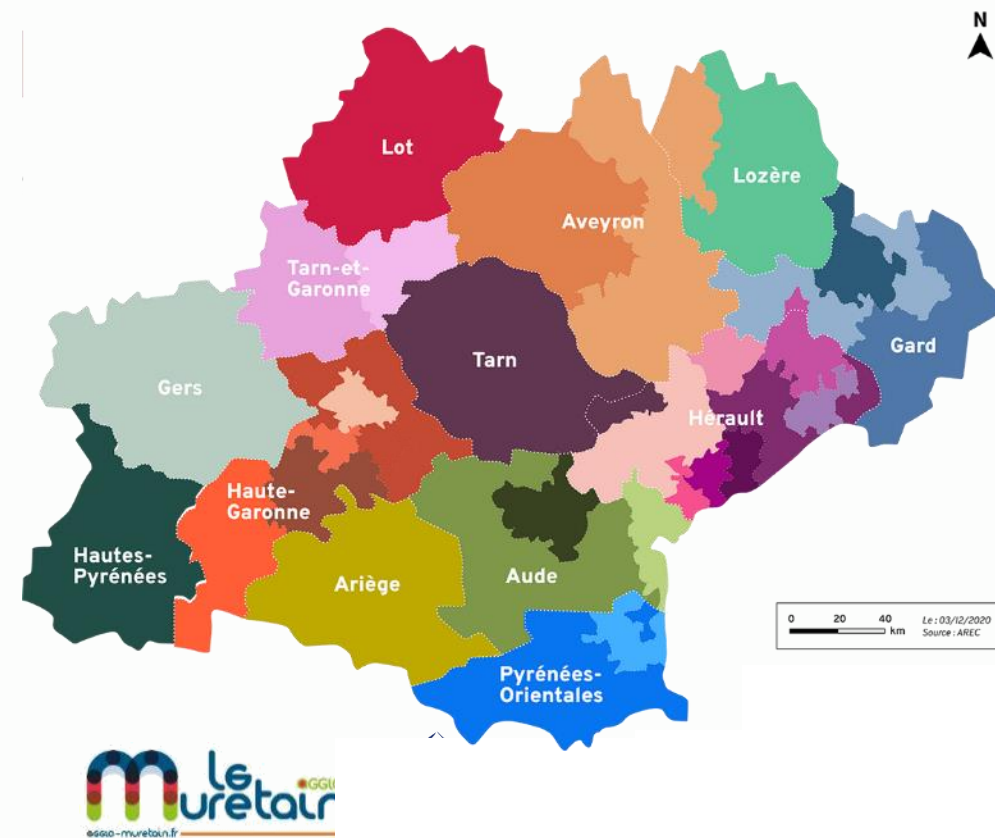 N
Lot
Lozère
Aveyron
Tarn-et-
Garonne
Gard
Tarn
Gers
Hérault
Haute-
Garonne
Hautes-
Pyrénées
Aude
Ariège
0 20 40
km
Le : 03/12/2020
Source : AREC
Pyrénées-
Orientales
le
AGGLO
muretain
agglo-muretain.fr